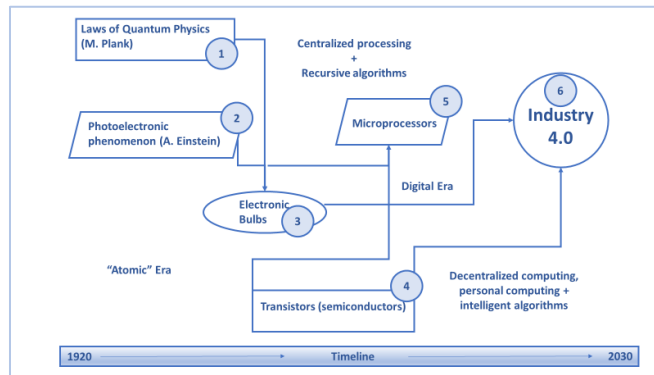 Laws of Quantum Physics
(M. Plank)
1
Centralized processing
+
Recursive algorithms
2
Photoelectronic
phenomenon (A. Einstein)
5
Microprocessors
6
Industry
4.0
Digital Era
Electronic
Bulbs
3
"Atomic" Era
4
Transistors (semiconductors)
Decentralized computing,
personal computing +
intelligent algorithms
1920 Timeline 2030